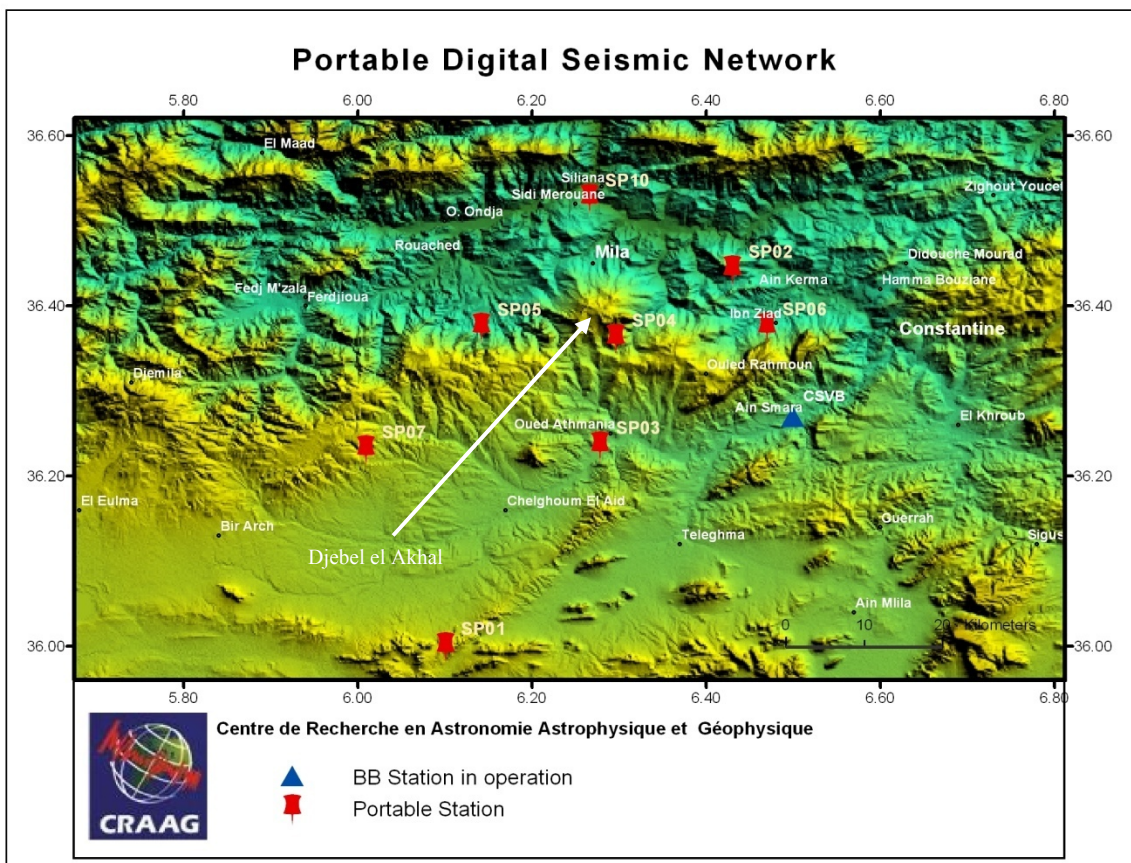 Portable Digital Seismic Network
5.80 6.00 6.20 6.40 6.60 6.80
36.60 36.60
El Maad
Siliana
SP10
Sidi Merouane
Zighout Youcef
O. Ondja
Rouached
Mila
SP02
Didouche Mourad
Ain Kerma
Hamma Bouziane
Fedj M'zala
Ferdjioua
36.40 36.40
SP05
SP04
Ibn Ziad
SP06
Constantine
Ouled Rahmoun
Djemila
CSVB
Ain Smara
El Khroub
Oued Athmania
SP03
SP07
36.20 36.20
El Eulma
Chelghoum El Aid
Bir Arch
Guerrah
Teleghma
Sigus
Djebel el Akhal
Ain Mlila
SP01
0 10 20 Kilometers
36.00 36.00
5.80 6.00 6.20 6.40 6.60 6.80
Centre de Recherche en Astronomie Astrophysique et Géophysique
BB Station in operation
Portable Station
CRAAG